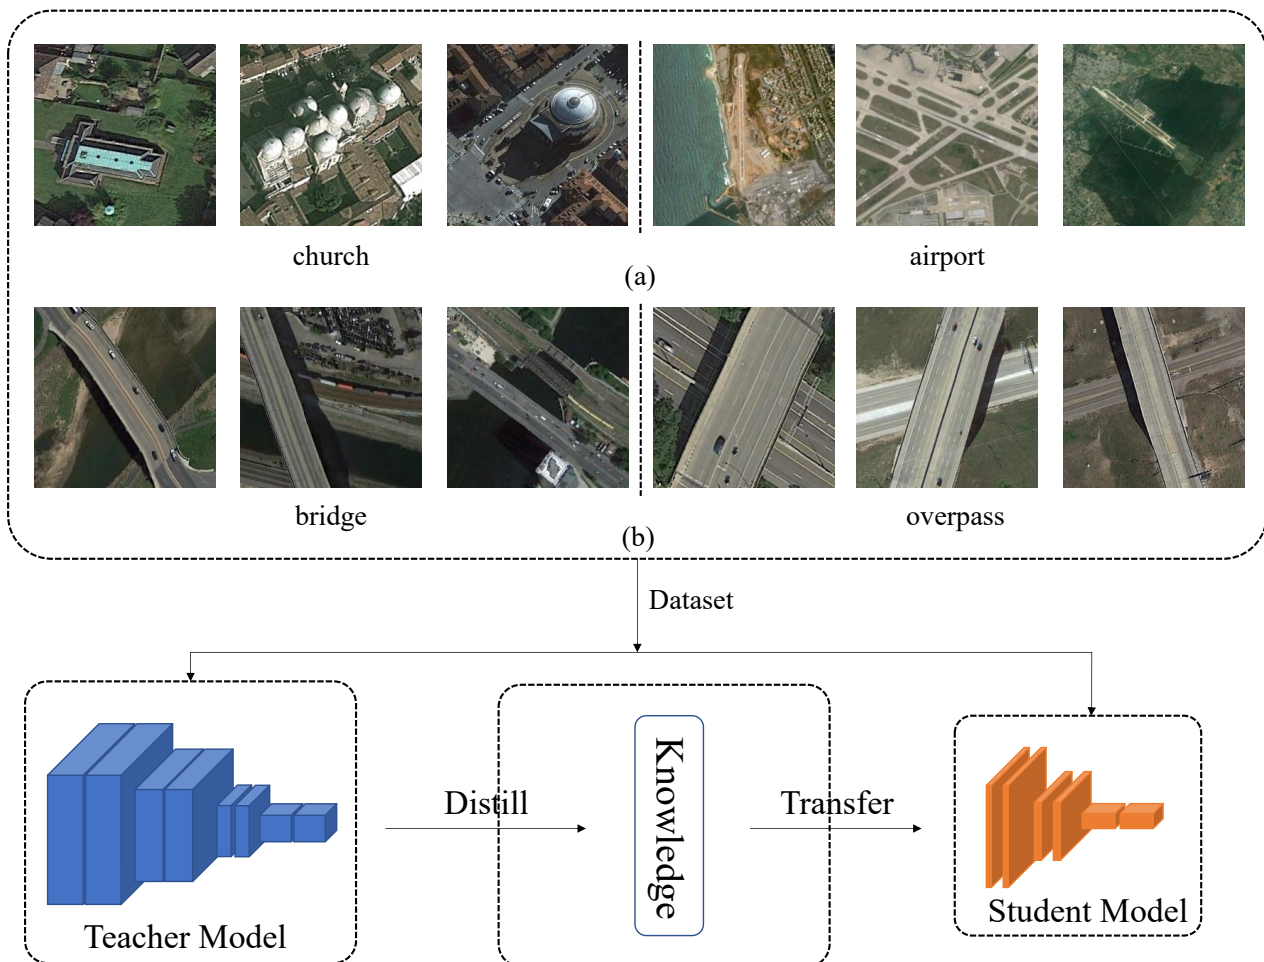 church
airport
(a)
bridge
overpass
(b)
Dataset
Distill
Knowledge
Transfer
Teacher Model
Student Model